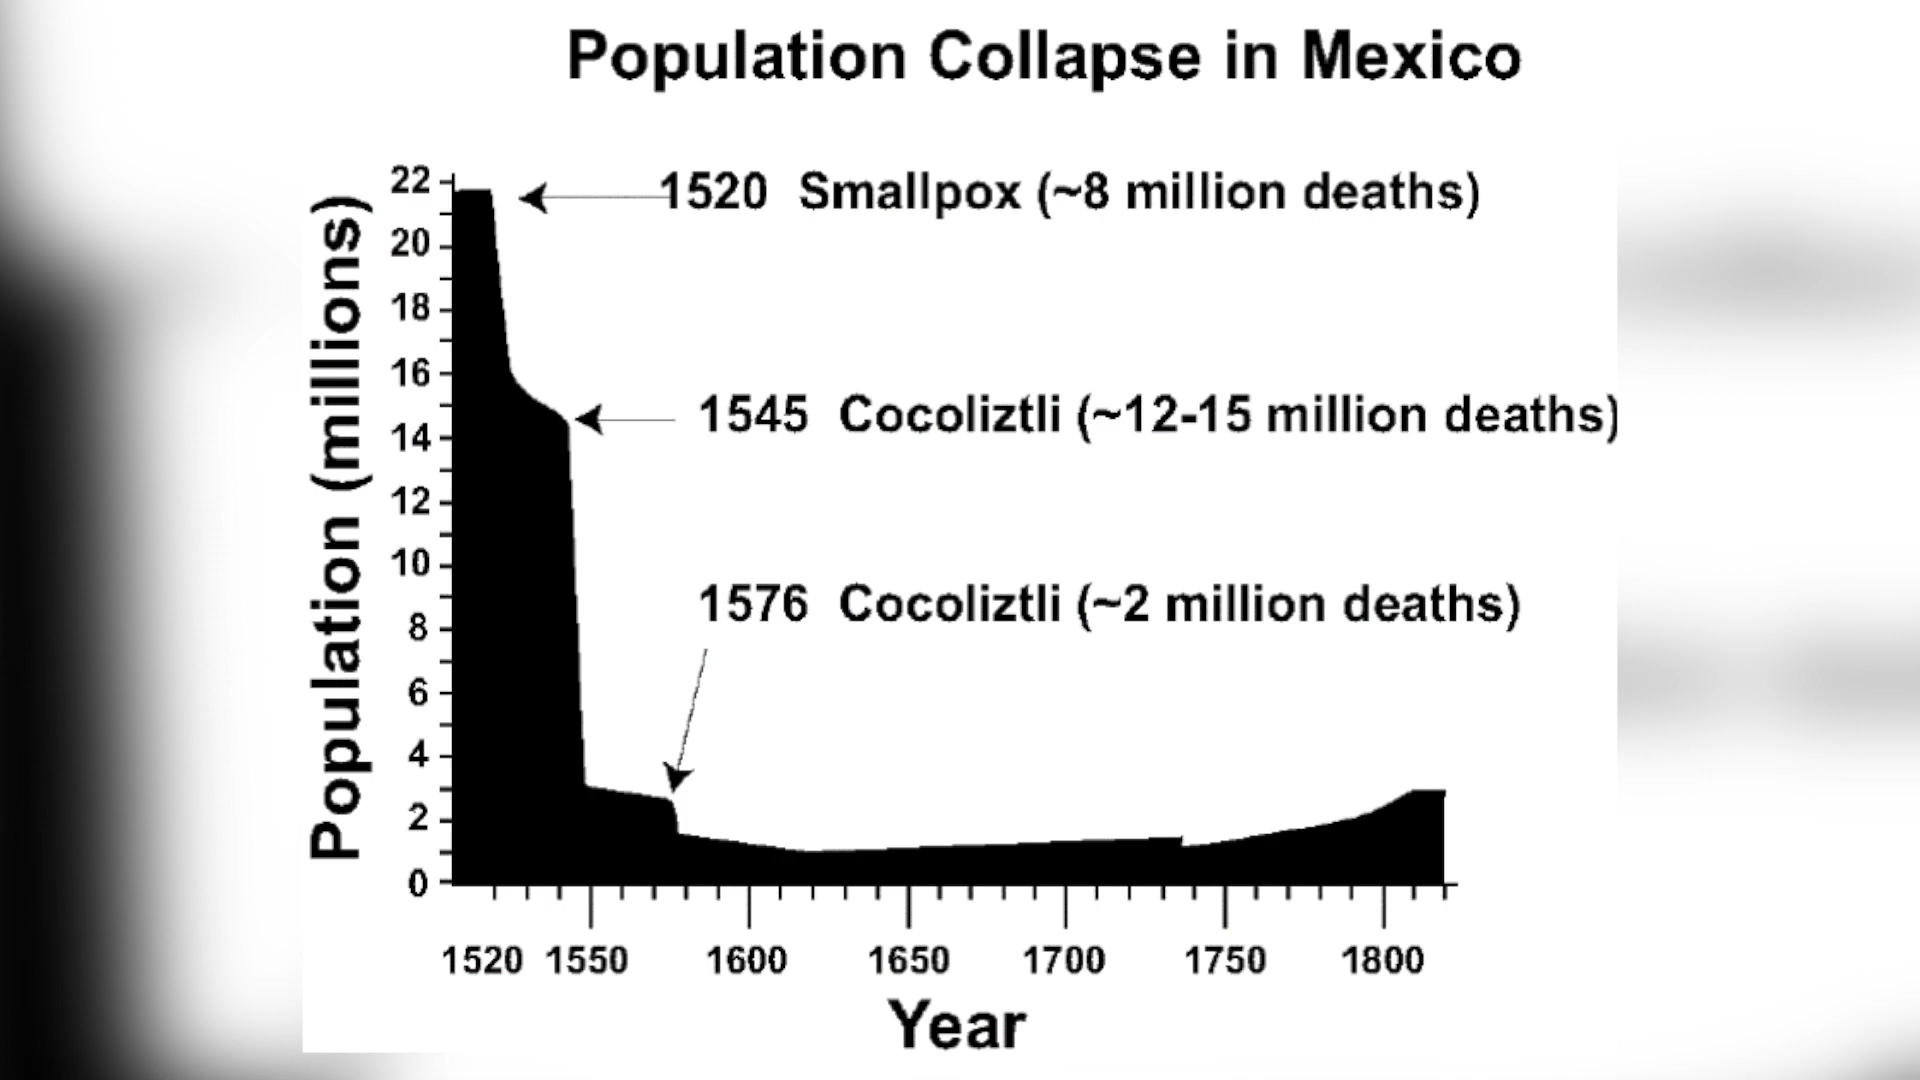 Population Collapse in Mexico
Population (millions)
22
20
18
16
14
12
10
8
6
4
2
0
1520 Smallpox (~8 million deaths)
1545 Cocoliztli (~12-15 million deaths)
1576 Cocoliztli (~2 million deaths)
1520 1550 1600 1650 1700 1750 1800
Year